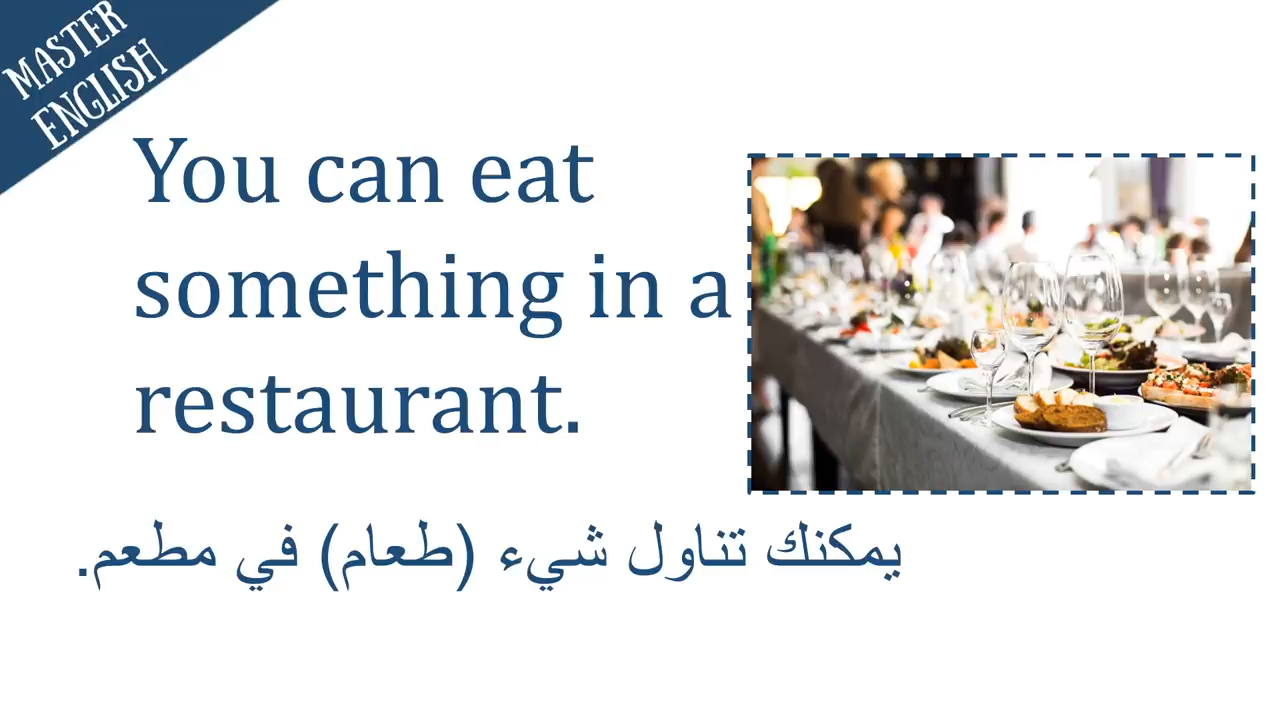 MASTER
ENGLISH
You can eat
something in a
restaurant.
يمكنك تناول شيء (طعام) في مطعم.